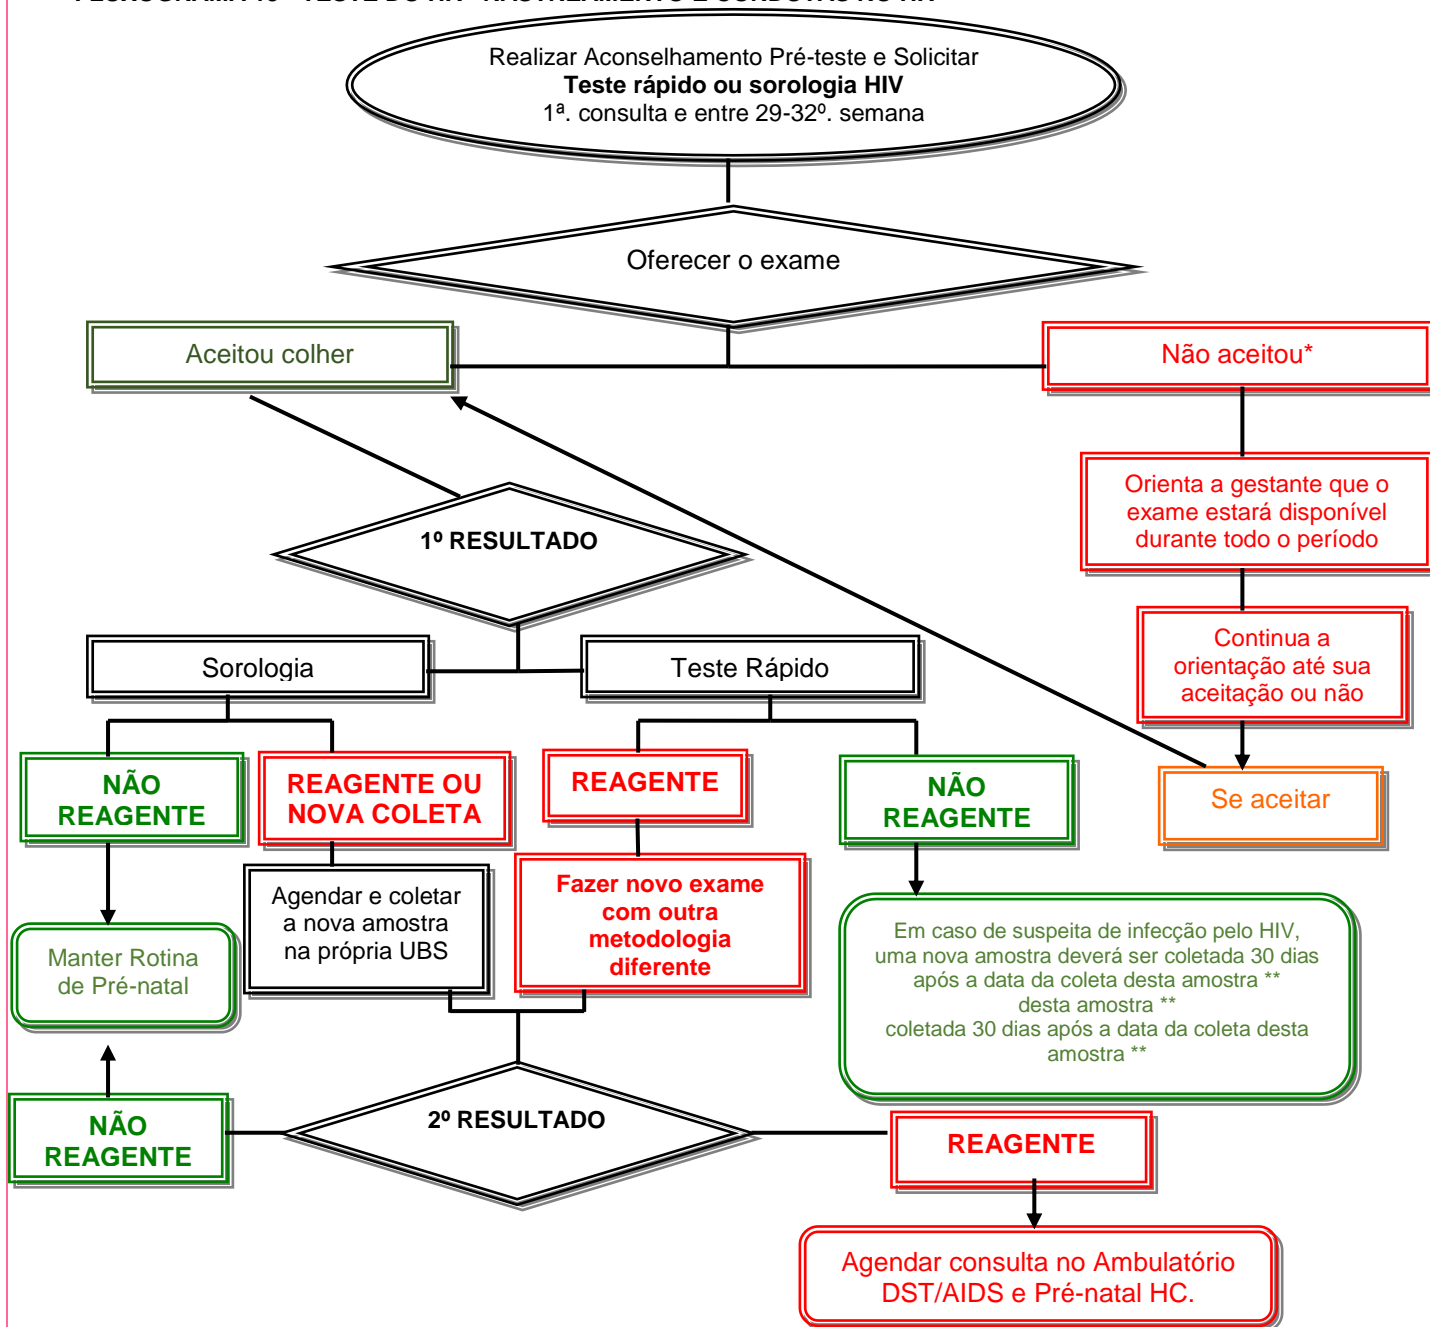 Realizar Aconselhamento Pré-teste e Solicitar
Teste rápido ou sorologia HIV
1ª. consulta e entre 29-32º. semana
Oferecer o exame
Aceitou colher
Não aceitou*
Orienta a gestante que o
exame estará disponível
durante todo o período
1º RESULTADO
Continua a
orientação até sua
aceitação ou não
Sorologia
Teste Rápido
NÃO
REAGENTE
REAGENTE OU
NOVA COLETA
REAGENTE
NÃO
REAGENTE
Se aceitar
Agendar e coletar
a nova amostra
na própria UBS
Fazer novo exame
com outra
metodologia
diferente
Manter Rotina
de Pré-natal
Em caso de suspeita de infecção pelo HIV,
uma nova amostra deverá ser coletada 30 dias
após a data da coleta desta amostra **
desta amostra **
coletada 30 dias após a data da coleta desta
amostra **
2º RESULTADO
NÃO
REAGENTE
REAGENTE
Agendar consulta no Ambulatório
DST/AIDS e Pré-natal HC.